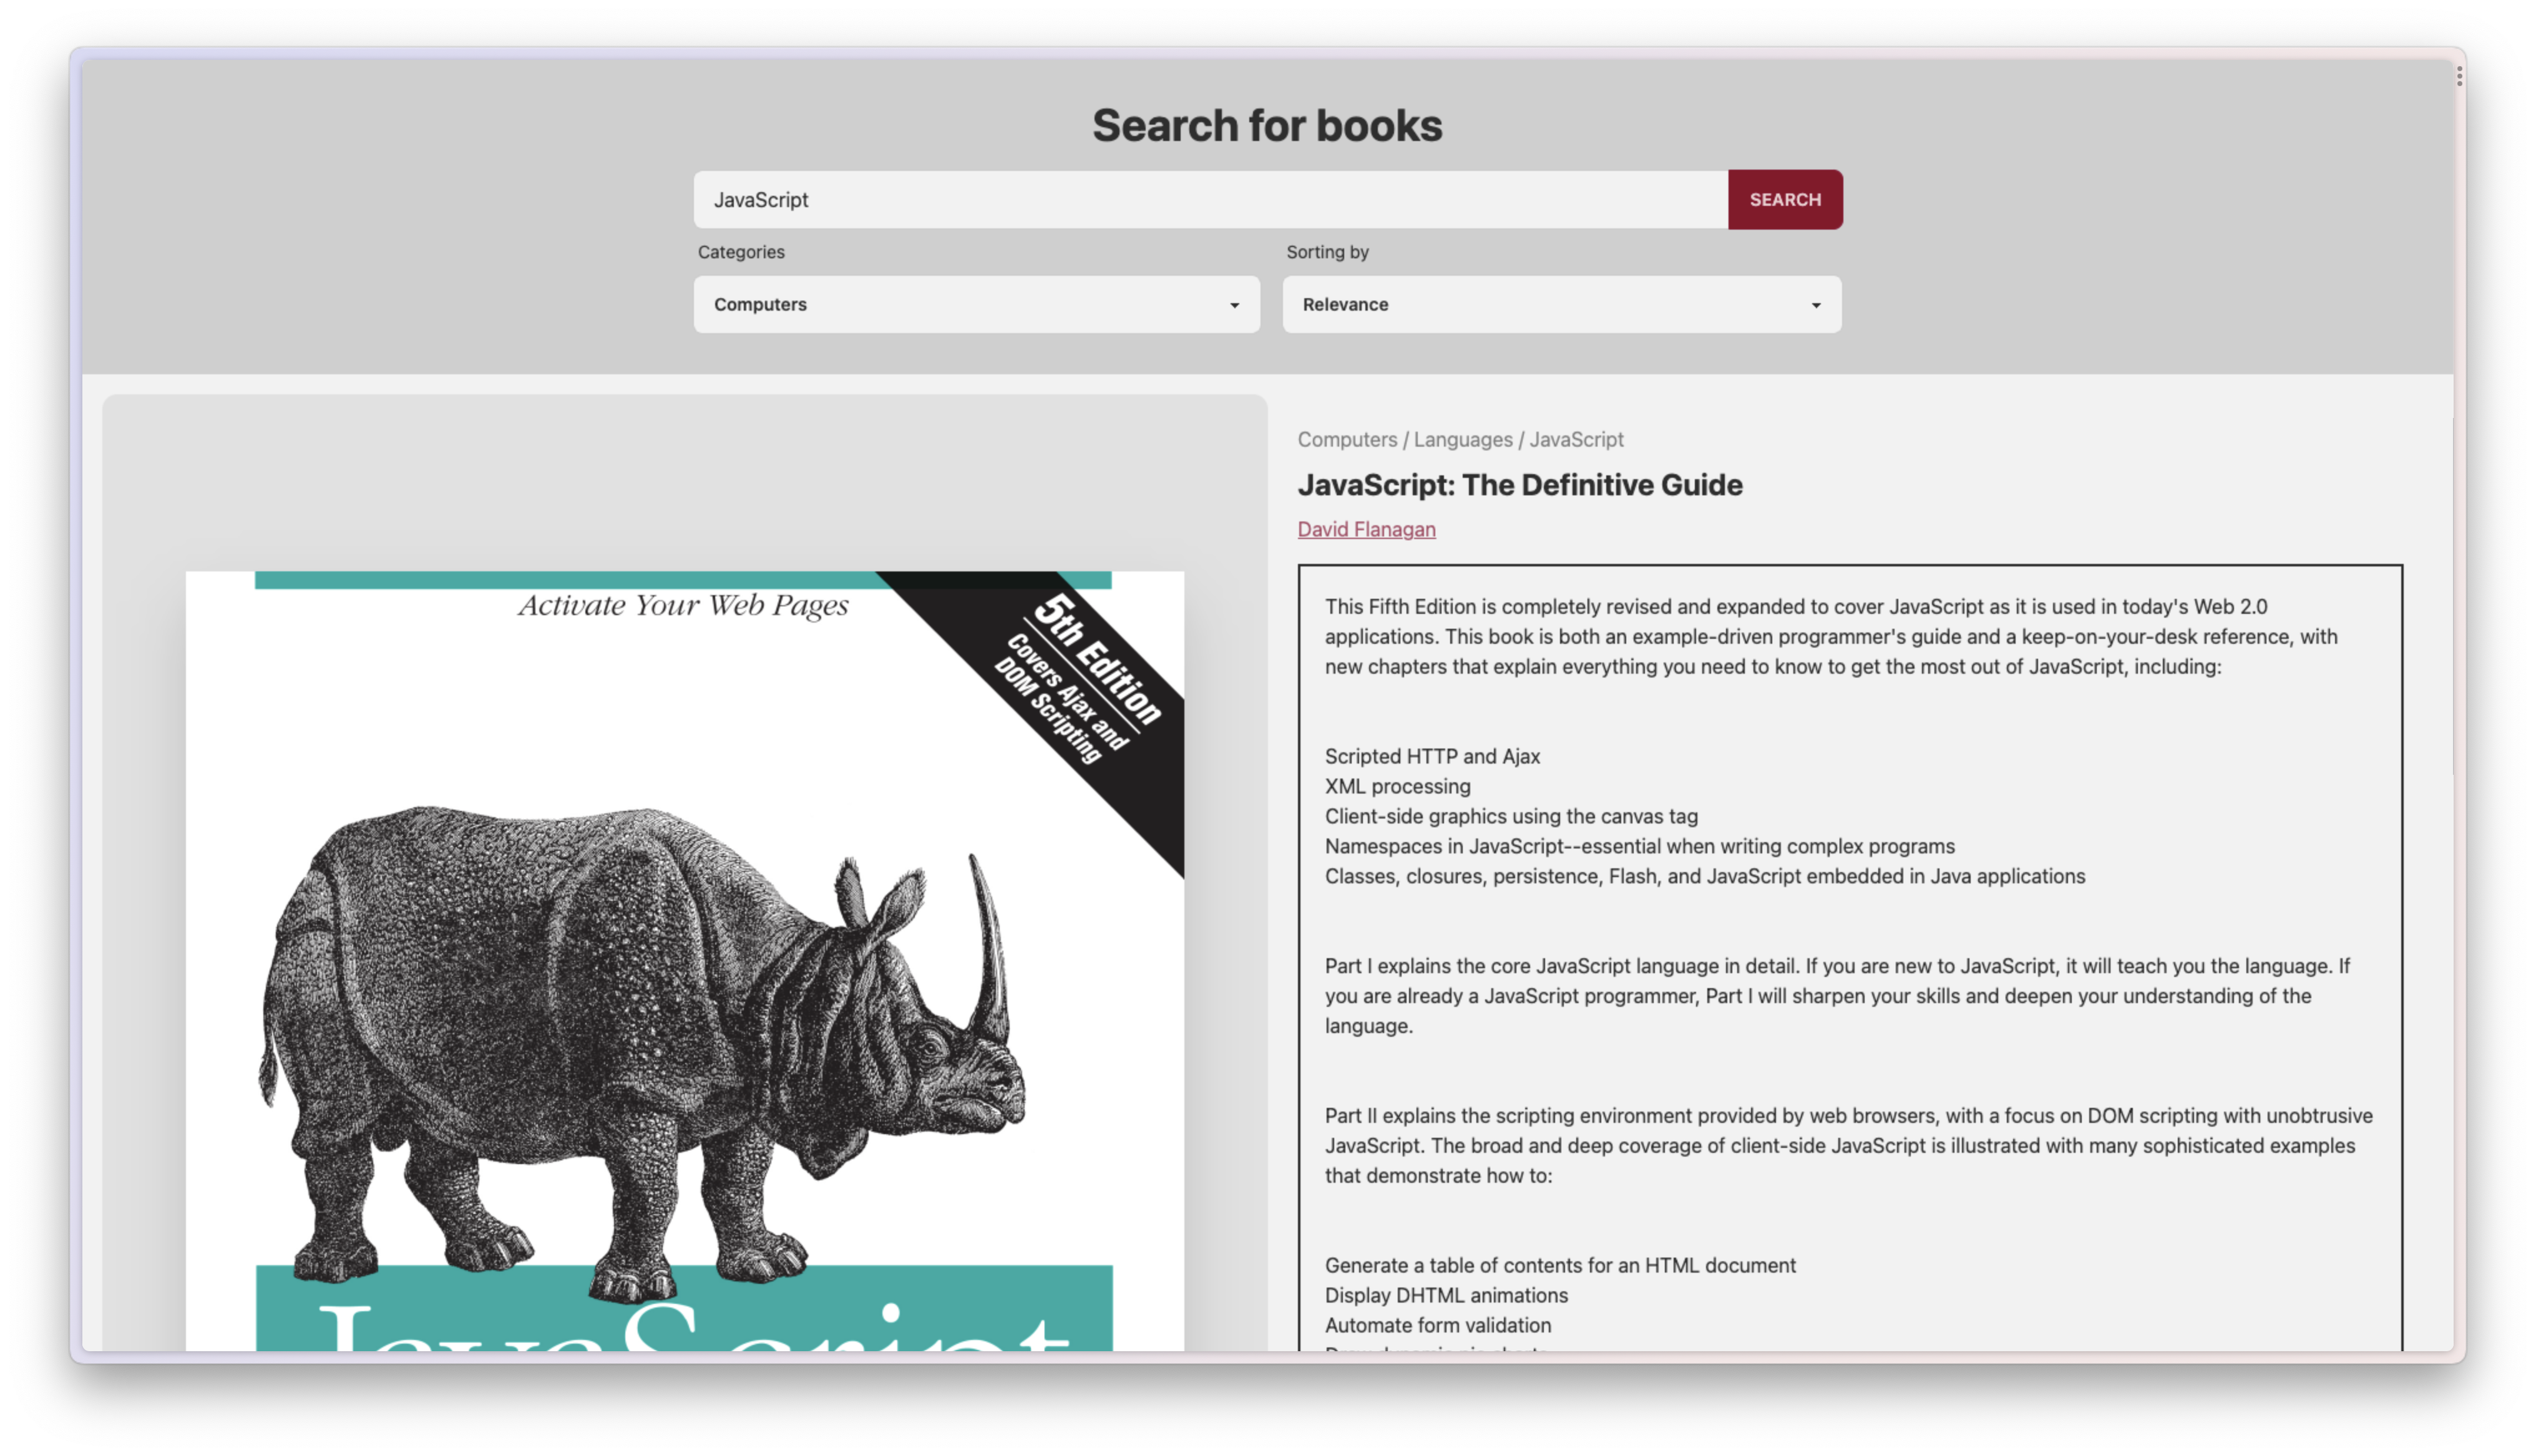 Search for books
JavaScript
SEARCH
Categories
Sorting by
Computers
Relevance
Activate Your Web Pages
5th Edition
Covers Ajax and
DOM Scripting
JavaScript
Computers / Languages / JavaScript
JavaScript: The Definitive Guide
David Flanagan
This Fifth Edition is completely revised and expanded to cover JavaScript as it is used in today's Web 2.0
applications. This book is both an example-driven programmer's guide and a keep-on-your-desk reference, with
new chapters that explain everything you need to know to get the most out of JavaScript, including:
Scripted HTTP and Ajax
XML processing
Client-side graphics using the canvas tag
Namespaces in JavaScript--essential when writing complex programs
Classes, closures, persistence, Flash, and JavaScript embedded in Java applications
Part I explains the core JavaScript language in detail. If you are new to JavaScript, it will teach you the language. If
you are already a JavaScript programmer, Part I will sharpen your skills and deepen your understanding of the
language.
Part II explains the scripting environment provided by web browsers, with a focus on DOM scripting with unobtrusive
JavaScript. The broad and deep coverage of client-side JavaScript is illustrated with many sophisticated examples
that demonstrate how to:
Generate a table of contents for an HTML document
Display DHTML animations
Automate form validation